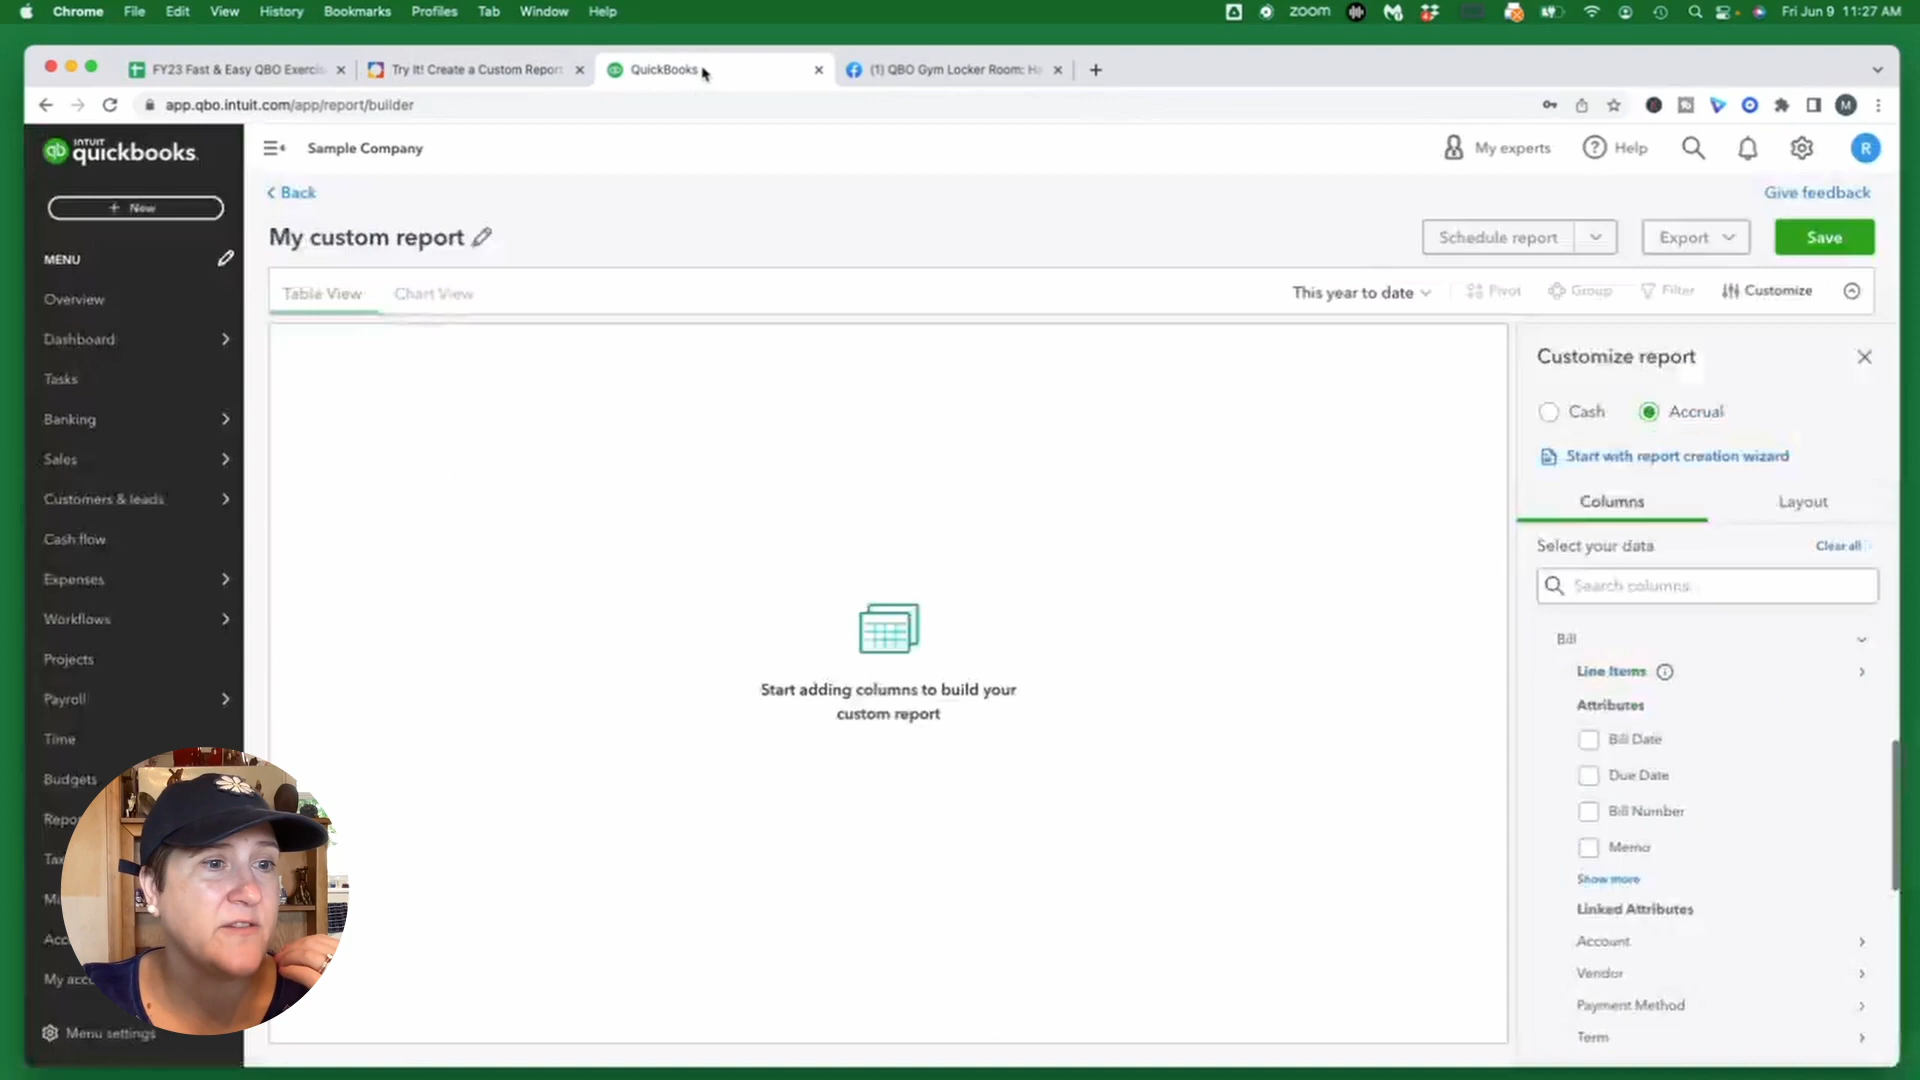 Chrome File Edit View History Bookmarks Profiles Tab Window Help zoom Fri Jun 9 11:27 AM
FY23 Fast & Easy QBO Exercis Try It! Create a Custom Report QuickBooks (1) QBO Gym Locker Room: Ha
app.qbo.intuit.com/app/report/builder M
INTUIT
qb quickbooks. Sample Company My experts Help R
Back Give feedback
+ New
My custom report Schedule report Export Save
MENU
Table View Chart View This year to date Pivot Group Filter Customize
Overview
Dashboard
Tasks
Banking
Sales
Customers & leads
Cash flow
Expenses
Workflows
Projects
Payroll
Time
Budgets
Repor
Tax
Acc
My acc
Menu settings
Start adding columns to build your
custom report
Customize report
Cash Accrual
Start with report creation wizard
Columns Layout
Select your data Clear all
Search columns
Bill
Line Items
Attributes
Bill Date
Due Date
Bill Number
Memo
Show more
Linked Attributes
Account
Vendor
Payment Method
Term